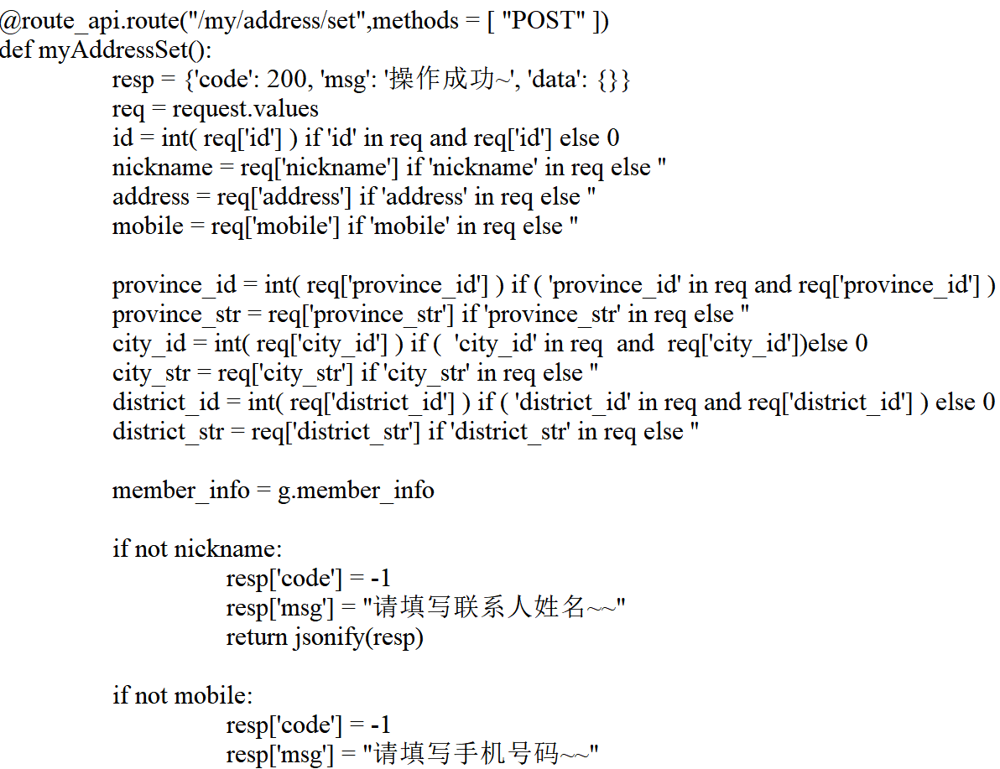 @route_api.route("/my/address/set",methods = [ "POST" ])
def myAddressSet():
resp = {'code': 200, 'msg': '操作成功~', 'data': {}}
req = request.values
id = int( req['id'] ) if 'id' in req and req['id'] else 0
nickname = req['nickname'] if 'nickname' in req else ''
address = req['address'] if 'address' in req else ''
mobile = req['mobile'] if 'mobile' in req else ''
province_id = int( req['province_id'] ) if ( 'province_id' in req and req['province_id'] )
province_str = req['province_str'] if 'province_str' in req else ''
city_id = int( req['city_id'] ) if (  'city_id' in req  and  req['city_id'])else 0
city_str = req['city_str'] if 'city_str' in req else ''
district_id = int( req['district_id'] ) if ( 'district_id' in req and req['district_id'] ) else 0
district_str = req['district_str'] if 'district_str' in req else ''
member_info = g.member_info
if not nickname:
resp['code'] = -1
resp['msg'] = "请填写联系人姓名~~"
return jsonify(resp)
if not mobile:
resp['code'] = -1
resp['msg'] = "请填写手机号码~~"